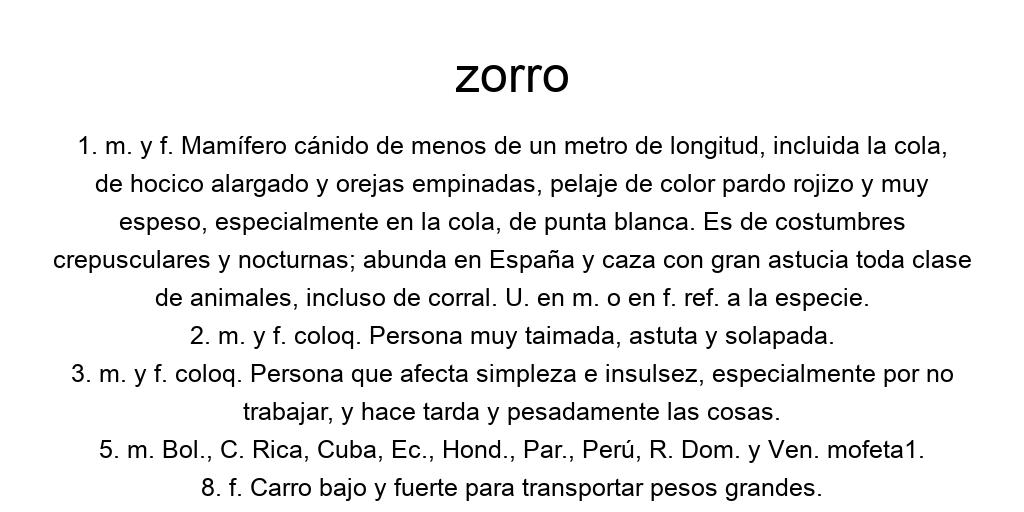 zorro
1. m. y f. Mamífero cánido de menos de un metro de longitud, incluida la cola,
de hocico alargado y orejas empinadas, pelaje de color pardo rojizo y muy
espeso, especialmente en la cola, de punta blanca. Es de costumbres
crepusculares y nocturnas; abunda en España y caza con gran astucia toda clase
de animales, incluso de corral. U. en m. o en f. ref. a la especie.
2. m. y f. coloq. Persona muy taimada, astuta y solapada.
3. m. y f. coloq. Persona que afecta simpleza e insulsez, especialmente por no
trabajar, y hace tarda y pesadamente las cosas.
5. m. Bol., C. Rica, Cuba, Ec., Hond., Par., Perú, R. Dom. y Ven. mofeta1.
8. f. Carro bajo y fuerte para transportar pesos grandes.